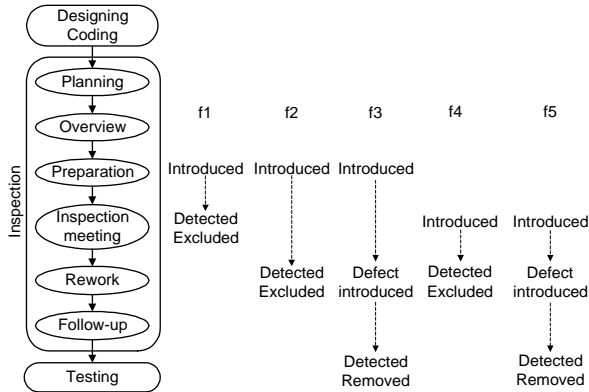 Designing
Coding
Inspection
Planning
Overview
Preparation
Inspection
meeting
Rework
Follow-up
Testing
f1
f2
f3
f4
f5
Introduced
Detected
Excluded
Introduced
Detected
Excluded
Introduced
Defect
introduced
Detected
Removed
Introduced
Detected
Excluded
Introduced
Defect
introduced
Detected
Removed